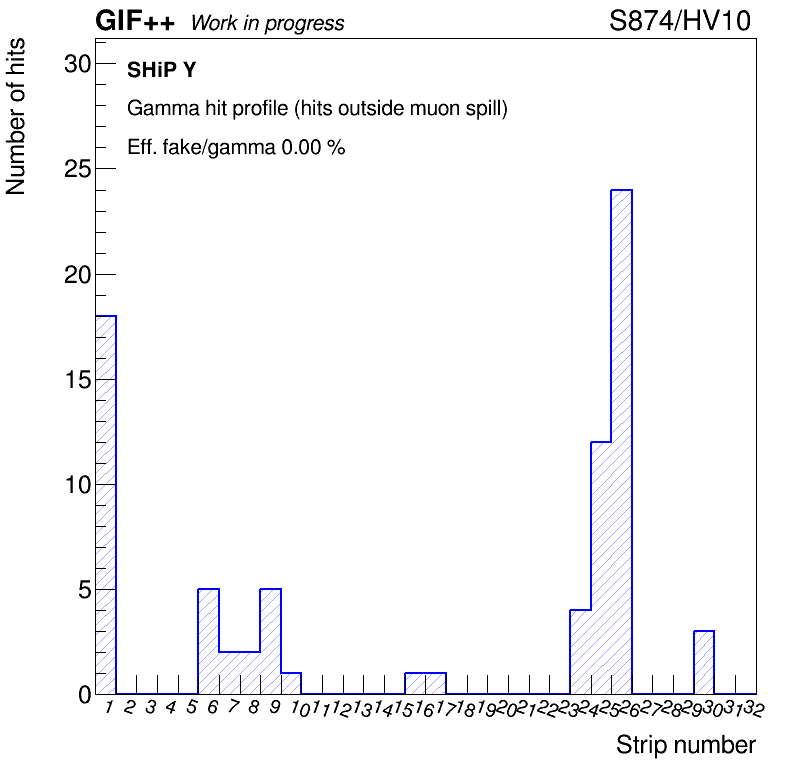 GIF++ Work in progress S874/HV10
Number of hits
SHiP Y
Gamma hit profile (hits outside muon spill)
Eff. fake/gamma 0.00 %
30
25
20
15
10
5
0
1 2 3 4 5 6 7 8 9 10 11 12 13 14 15 16 17 18 19 20 21 22 23 24 25 26 27 28 29 30 31 32
Strip number